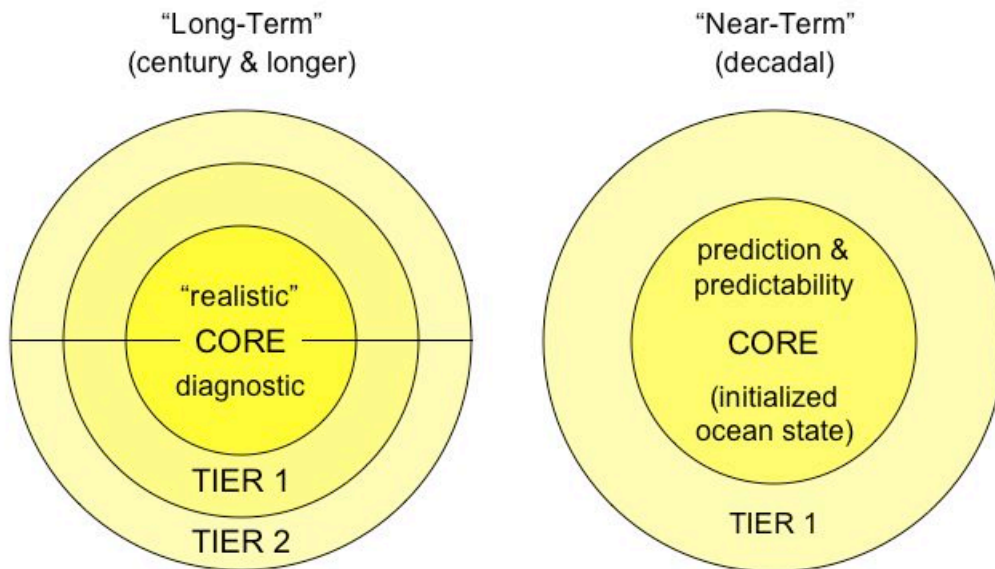 “Long-Term”
(century & longer)
“realistic”
CORE
diagnostic
TIER 1
TIER 2
“Near-Term”
(decadal)
prediction &
predictability
CORE
(initialized
ocean state)
TIER 1